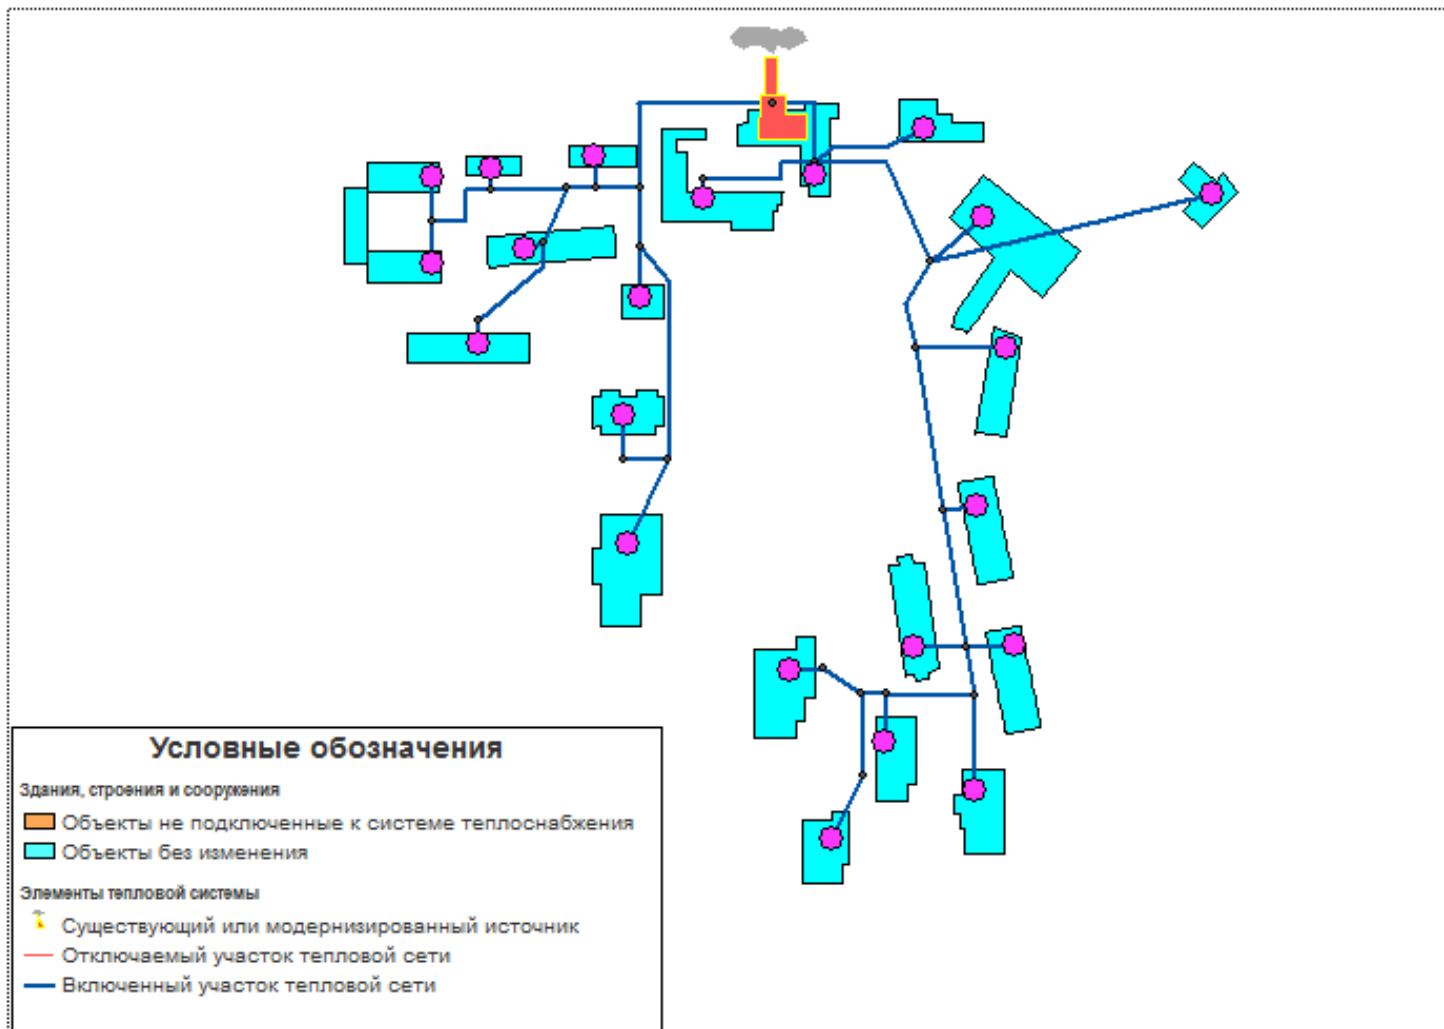 Условные обозначения
Здания, строения и сооружения
Объекты не подключенные к системе теплоснабжения
Объекты без изменения
Элементы тепловой системы
Существующий или модернизированный источник
Отключаемый участок тепловой сети
Включенный участок тепловой сети